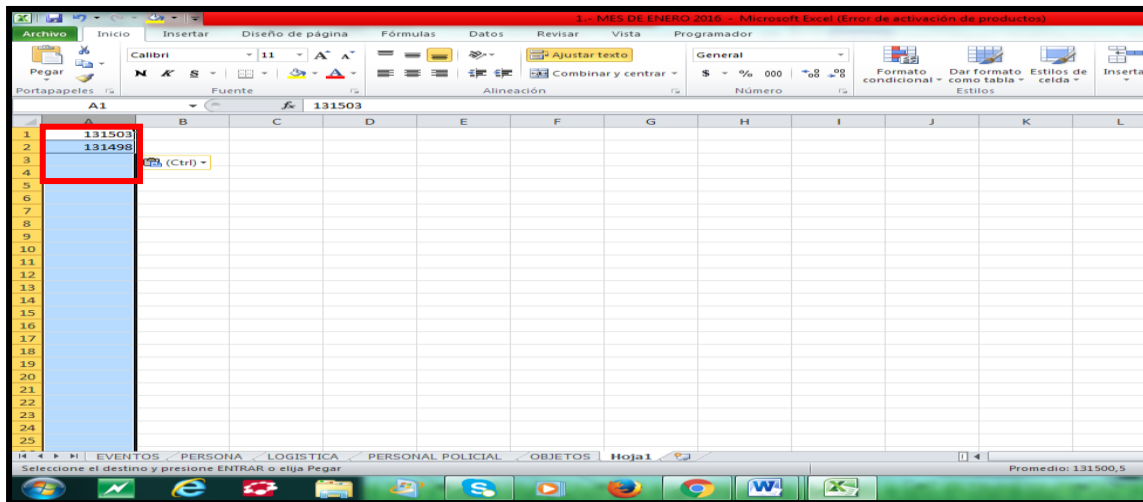 1.- MES DE ENERO 2016 - Microsoft Excel (Error de activación de productos)
Archivo Inicio Insertar Diseño de página Fórmulas Datos Revisar Vista Programador
Calibri 11 A A Ajustar texto General
Pegar N K S A Combinar y centrar $ % 000 Formato condicional Dar formato como tabla Estilos de celda Inserta
Portapapeles Fuente Alineación Número Estilos
A1 fx 131503
A B C D E F G H I J K L
1 131503
2 131498
3 (Ctrl)
4
5
6
7
8
9
10
11
12
13
14
15
16
17
18
19
20
21
22
23
24
25
EVENTOS PERSONA LOGISTICA PERSONAL POLICIAL OBJETOS Hoja1
Seleccione el destino y presione ENTRAR o elija Pegar Promedio: 131500,5